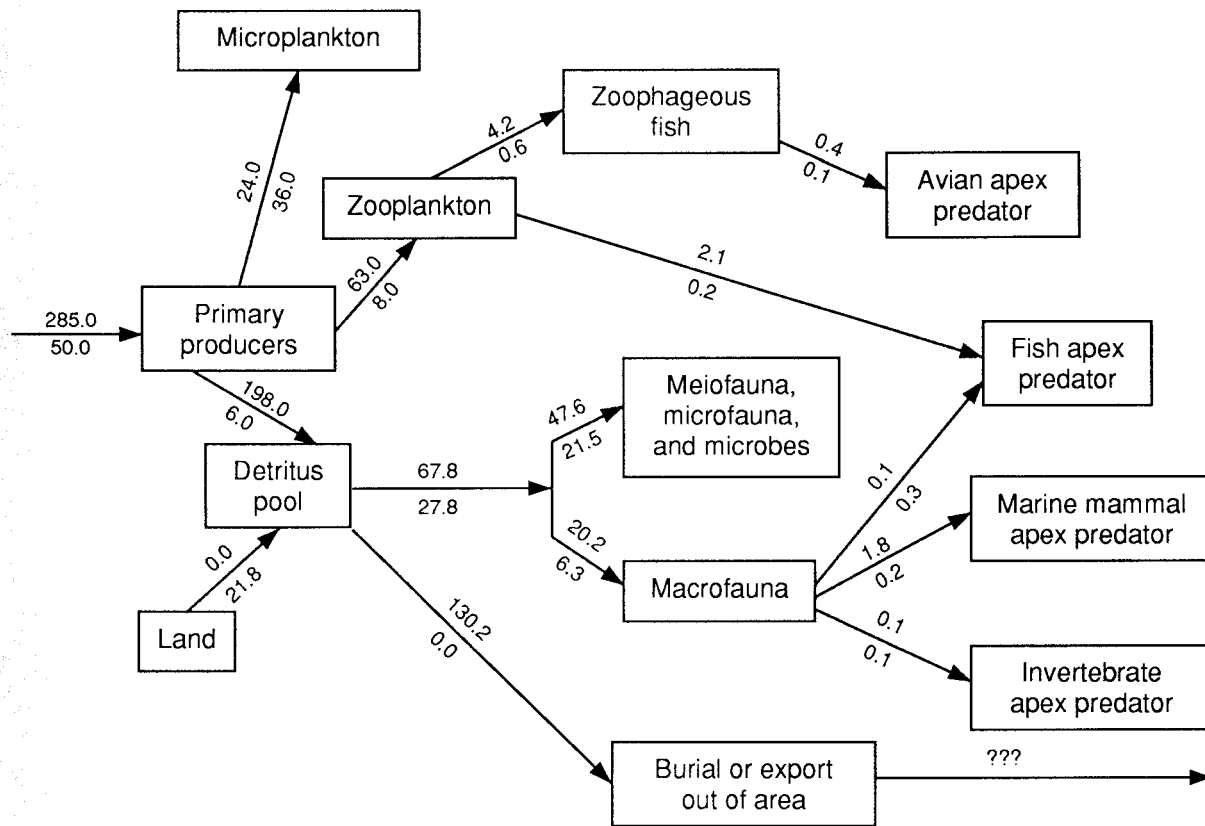 Microplankton
Zoophageous
fish
4.2
0.6
0.4
0.1
Avian apex
predator
24.0
36.0
Zooplankton
63.0
8.0
2.1
0.2
285.0
50.0
Primary
producers
Fish apex
predator
198.0
6.0
Meiofauna,
microfauna,
and microbes
47.6
21.5
Detritus
pool
67.8
27.8
0.1
0.3
Marine mammal
apex predator
0.0
21.8
20.2
6.3
Macrofauna
1.8
0.2
Land
130.2
0.0
0.1
0.1
Invertebrate
apex predator
Burial or export
out of area
???